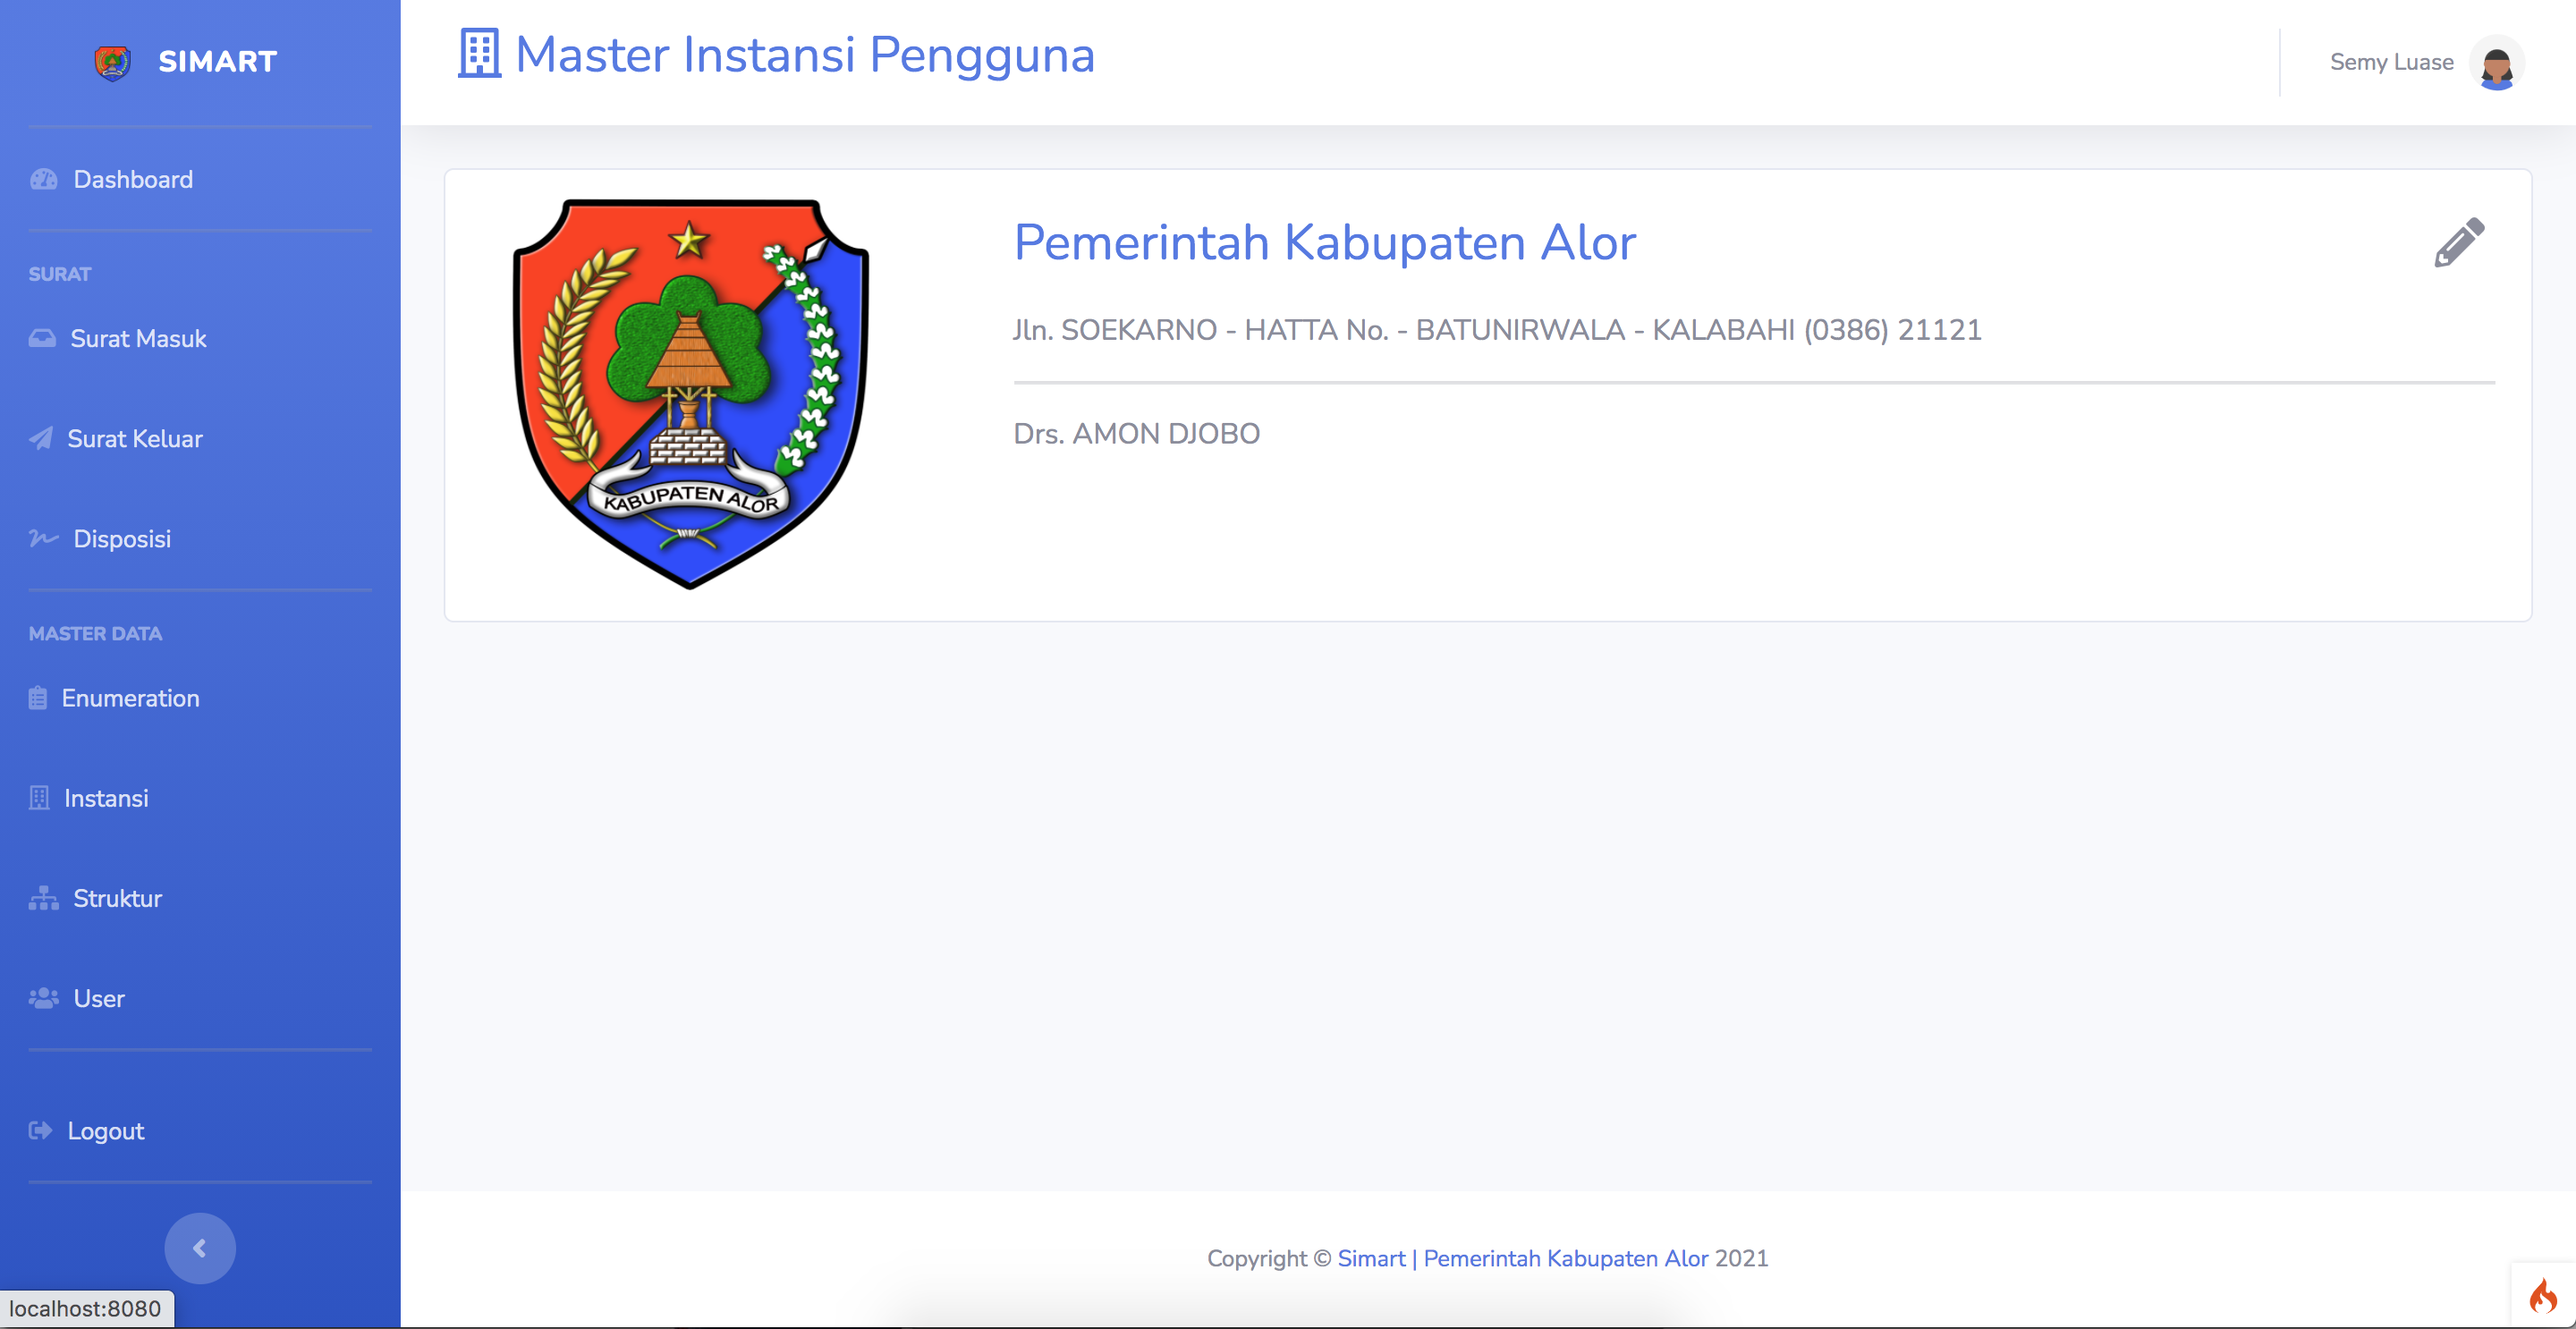 SIMART
Dashboard
SURAT
Surat Masuk
Surat Keluar
Disposisi
MASTER DATA
Enumeration
Instansi
Struktur
User
Logout
localhost:8080
Master Instansi Pengguna
Semy Luase
KABUPATEN ALOR
Pemerintah Kabupaten Alor
Jln. SOEKARNO - HATTA No. - BATUNIRWALA - KALABAHI (0386) 21121
Drs. AMON DJOBO
Copyright © Simart | Pemerintah Kabupaten Alor 2021